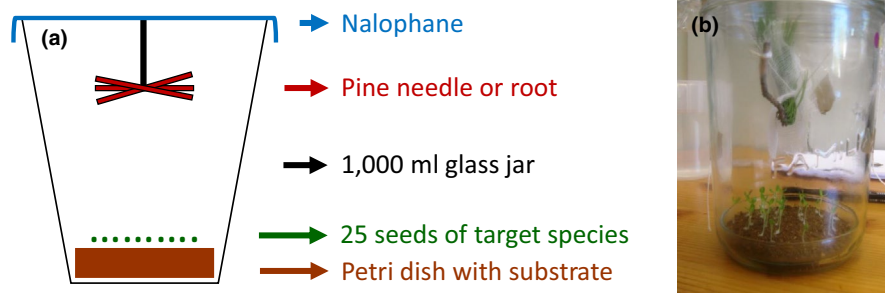 (a)
Nalophane
Pine needle or root
1,000 ml glass jar
25 seeds of target species
Petri dish with substrate
(b)